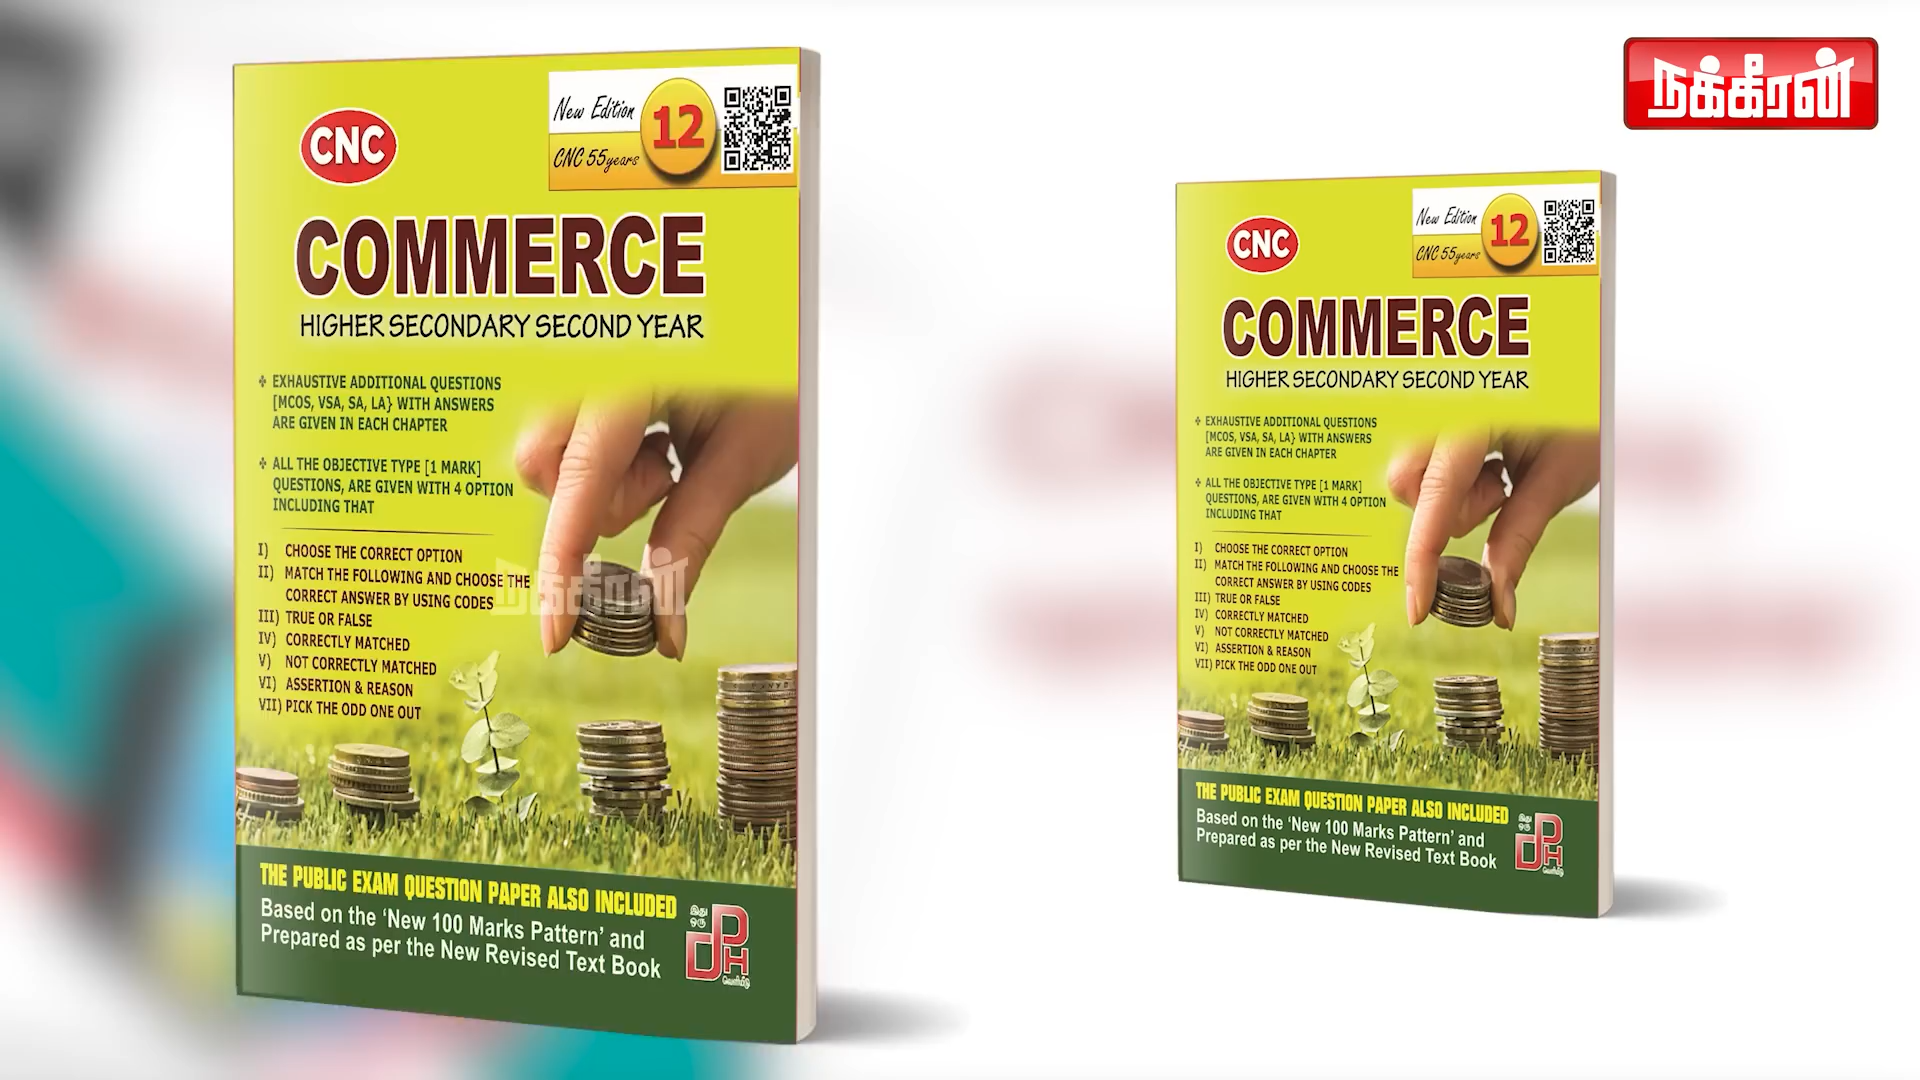 CNC
New Edition
CNC 55years
12
COMMERCE
HIGHER SECONDARY SECOND YEAR
❖ EXHAUSTIVE ADDITIONAL QUESTIONS
[MCOS, VSA, SA, LA} WITH ANSWERS
ARE GIVEN IN EACH CHAPTER
❖ ALL THE OBJECTIVE TYPE [1 MARK]
QUESTIONS, ARE GIVEN WITH 4 OPTION
INCLUDING THAT
I) CHOOSE THE CORRECT OPTION
II) MATCH THE FOLLOWING AND CHOOSE THE
CORRECT ANSWER BY USING CODES
III) TRUE OR FALSE
IV) CORRECTLY MATCHED
V) NOT CORRECTLY MATCHED
VI) ASSERTION & REASON
VII) PICK THE ODD ONE OUT
நக்கீரன்
THE PUBLIC EXAM QUESTION PAPER ALSO INCLUDED
Based on the ‘New 100 Marks Pattern’ and
Prepared as per the New Revised Text Book
இது
ஒரு
DPH
வெளியீடு
நக்கீரன்
CNC
New Edition
CNC 55years
12
COMMERCE
HIGHER SECONDARY SECOND YEAR
❖ EXHAUSTIVE ADDITIONAL QUESTIONS
[MCOS, VSA, SA, LA} WITH ANSWERS
ARE GIVEN IN EACH CHAPTER
❖ ALL THE OBJECTIVE TYPE [1 MARK]
QUESTIONS, ARE GIVEN WITH 4 OPTION
INCLUDING THAT
I) CHOOSE THE CORRECT OPTION
II) MATCH THE FOLLOWING AND CHOOSE THE
CORRECT ANSWER BY USING CODES
III) TRUE OR FALSE
IV) CORRECTLY MATCHED
V) NOT CORRECTLY MATCHED
VI) ASSERTION & REASON
VII) PICK THE ODD ONE OUT
THE PUBLIC EXAM QUESTION PAPER ALSO INCLUDED
Based on the ‘New 100 Marks Pattern’ and
Prepared as per the New Revised Text Book
இது
ஒரு
DPH
வெளியீடு